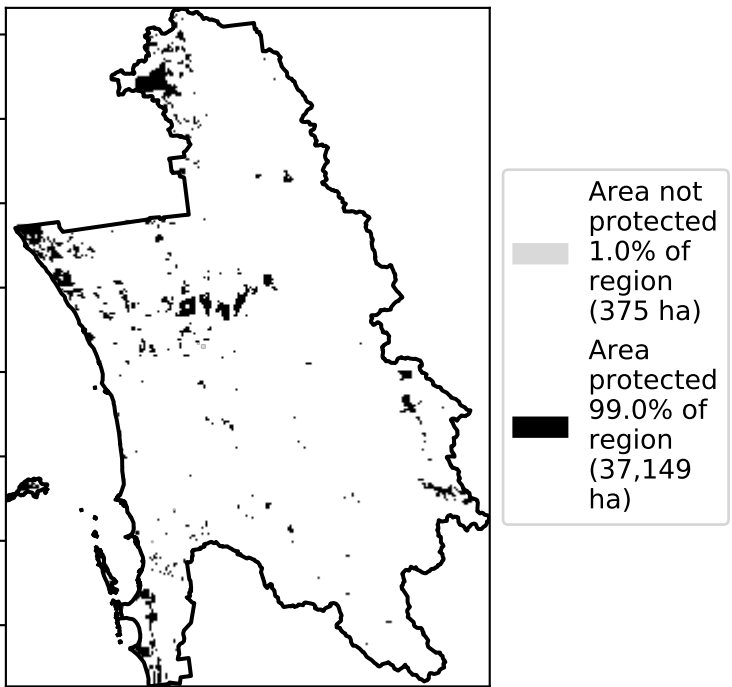 Area not
protected
1.0% of
region
(375 ha)
Area
protected
99.0% of
region
(37,149
ha)